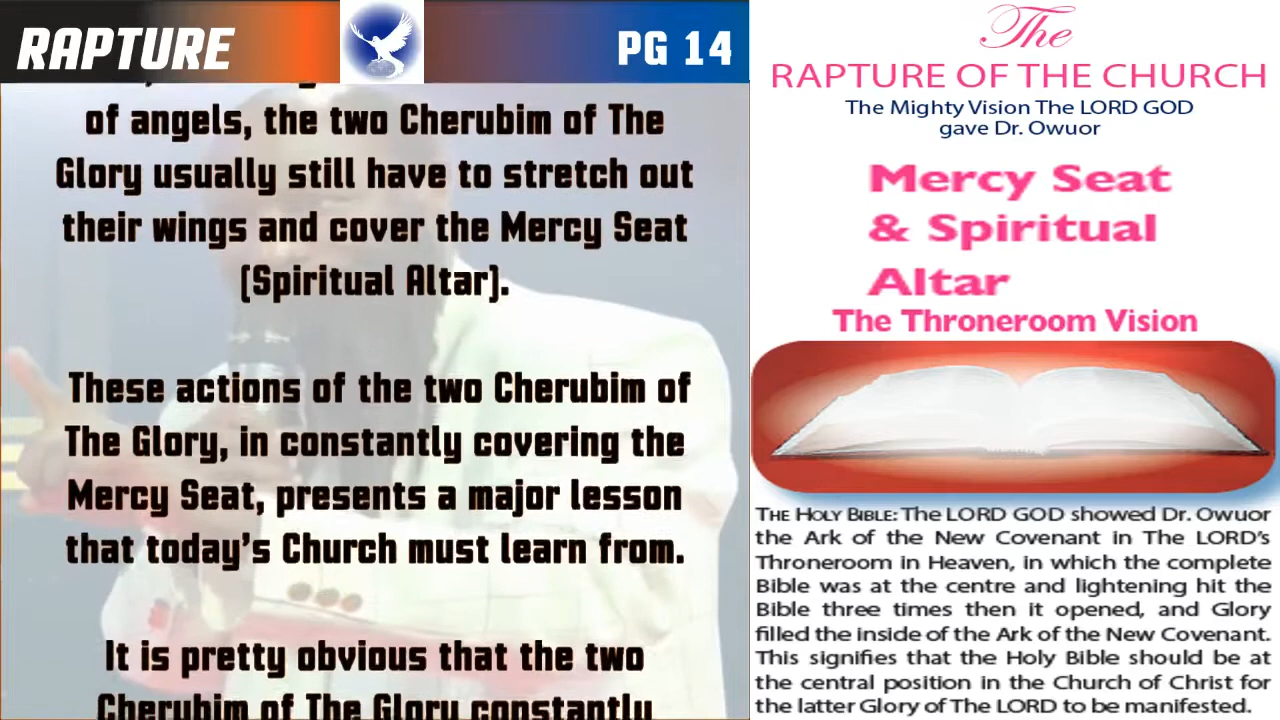 RAPTURE
PG 14
of angels, the two Cherubim of The
Glory usually still have to stretch out
their wings and cover the Mercy Seat
(Spiritual Altar).
These actions of the two Cherubim of
The Glory, in constantly covering the
Mercy Seat, presents a major lesson
that today's Church must learn from.
It is pretty obvious that the two
Cherubim of The Glory constantly
The
RAPTURE OF THE CHURCH
The Mighty Vision The LORD GOD
gave Dr. Owuor
Mercy Seat
& Spiritual
Altar
The Throneroom Vision
THE HOLY BIBLE: The LORD GOD showed Dr. Owuor
the Ark of the New Covenant in The LORD's
Throneroom in Heaven, in which the complete
Bible was at the centre and lightening hit the
Bible three times then it opened, and Glory
filled the inside of the Ark of the New Covenant.
This signifies that the Holy Bible should be at
the central position in the Church of Christ for
the latter Glory of The LORD to be manifested.